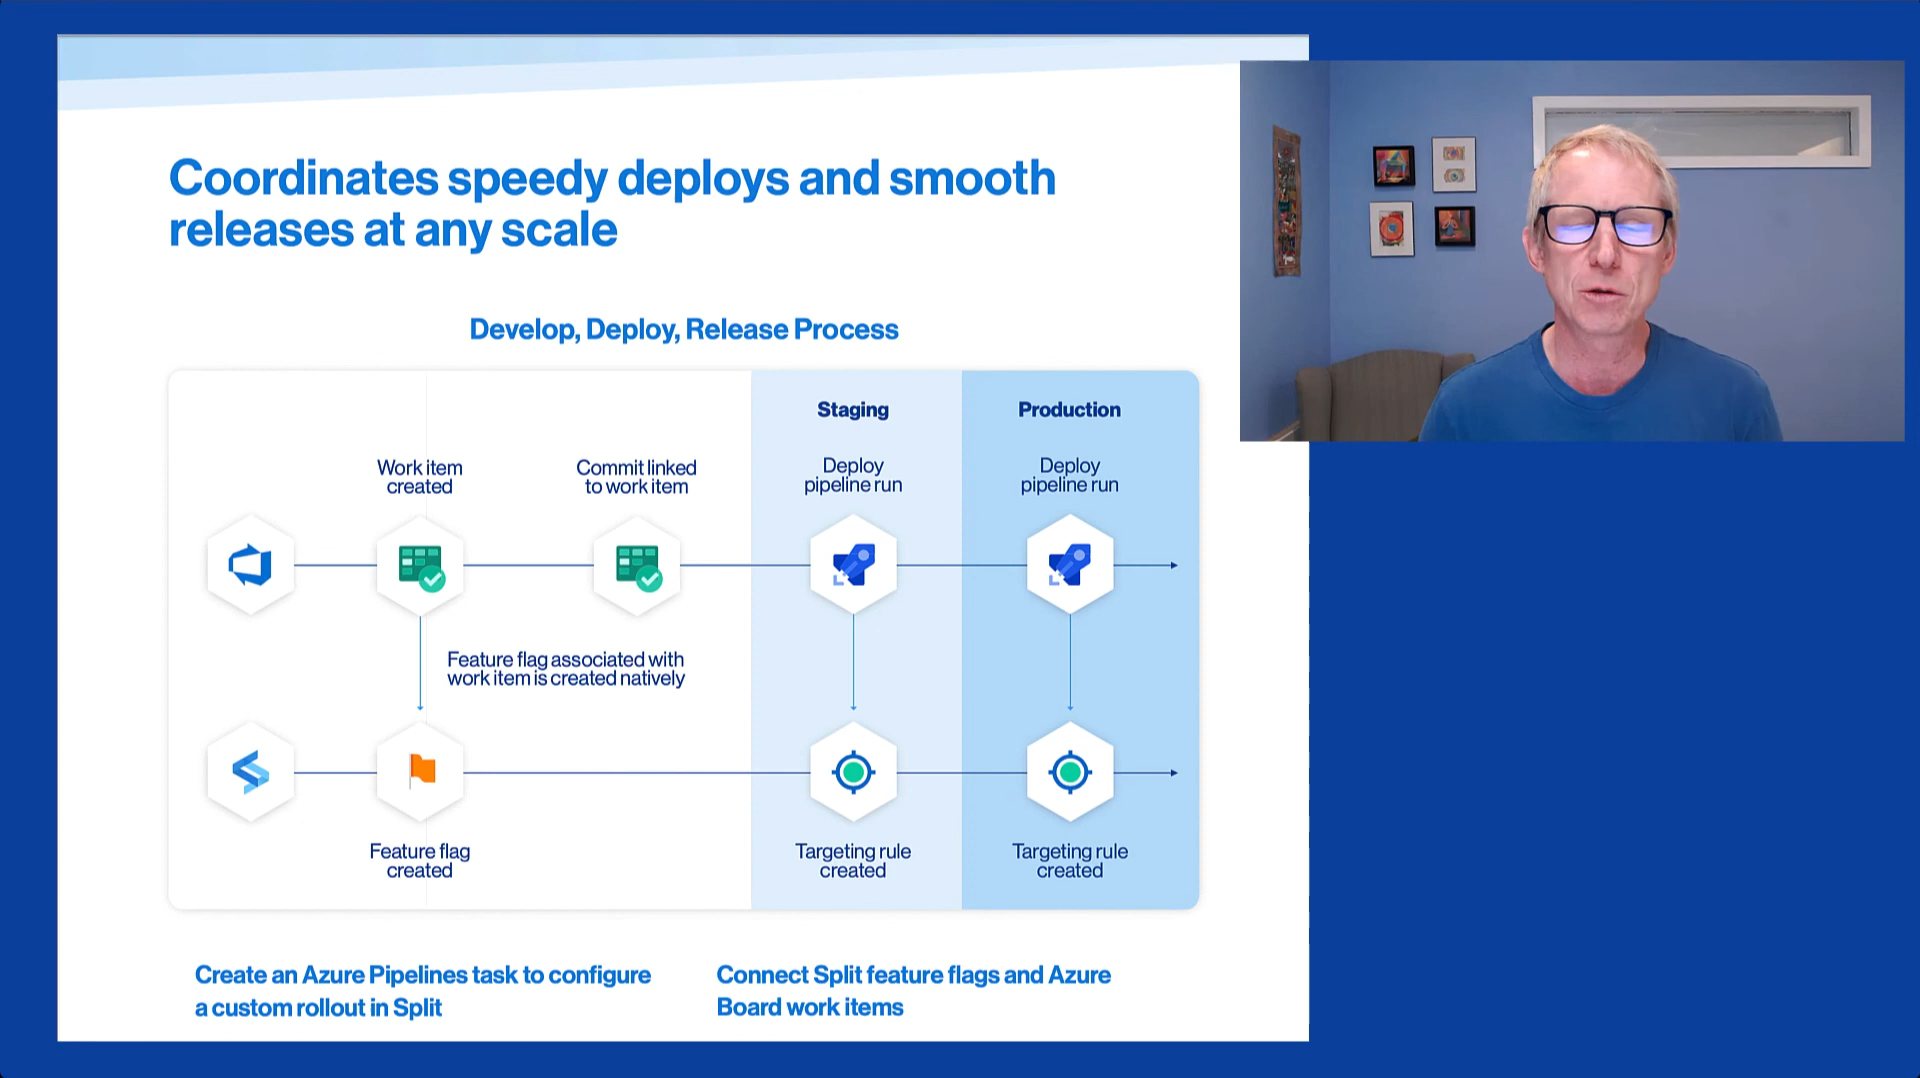 Coordinates speedy deploys and smooth
releases at any scale
Develop, Deploy, Release Process
Staging
Production
Work item
created
Commit linked
to work item
Deploy
pipeline run
Deploy
pipeline run
Feature flag associated with
work item is created natively
Feature flag
created
Targeting rule
created
Targeting rule
created
Create an Azure Pipelines task to configure
a custom rollout in Split
Connect Split feature flags and Azure
Board work items